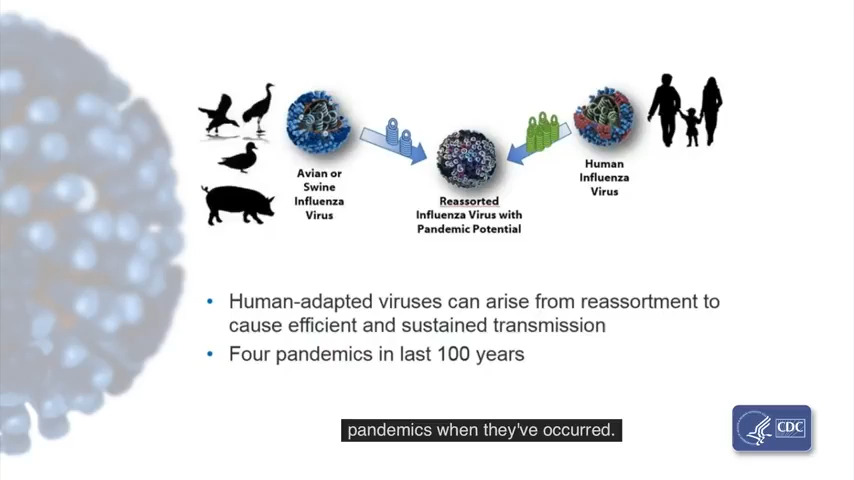 Avian or
Swine
Influenza
Virus
Reassorted
Influenza Virus with
Pandemic Potential
Human
Influenza
Virus
• Human-adapted viruses can arise from reassortment to
cause efficient and sustained transmission
• Four pandemics in last 100 years
pandemics when they've occurred.
CDC